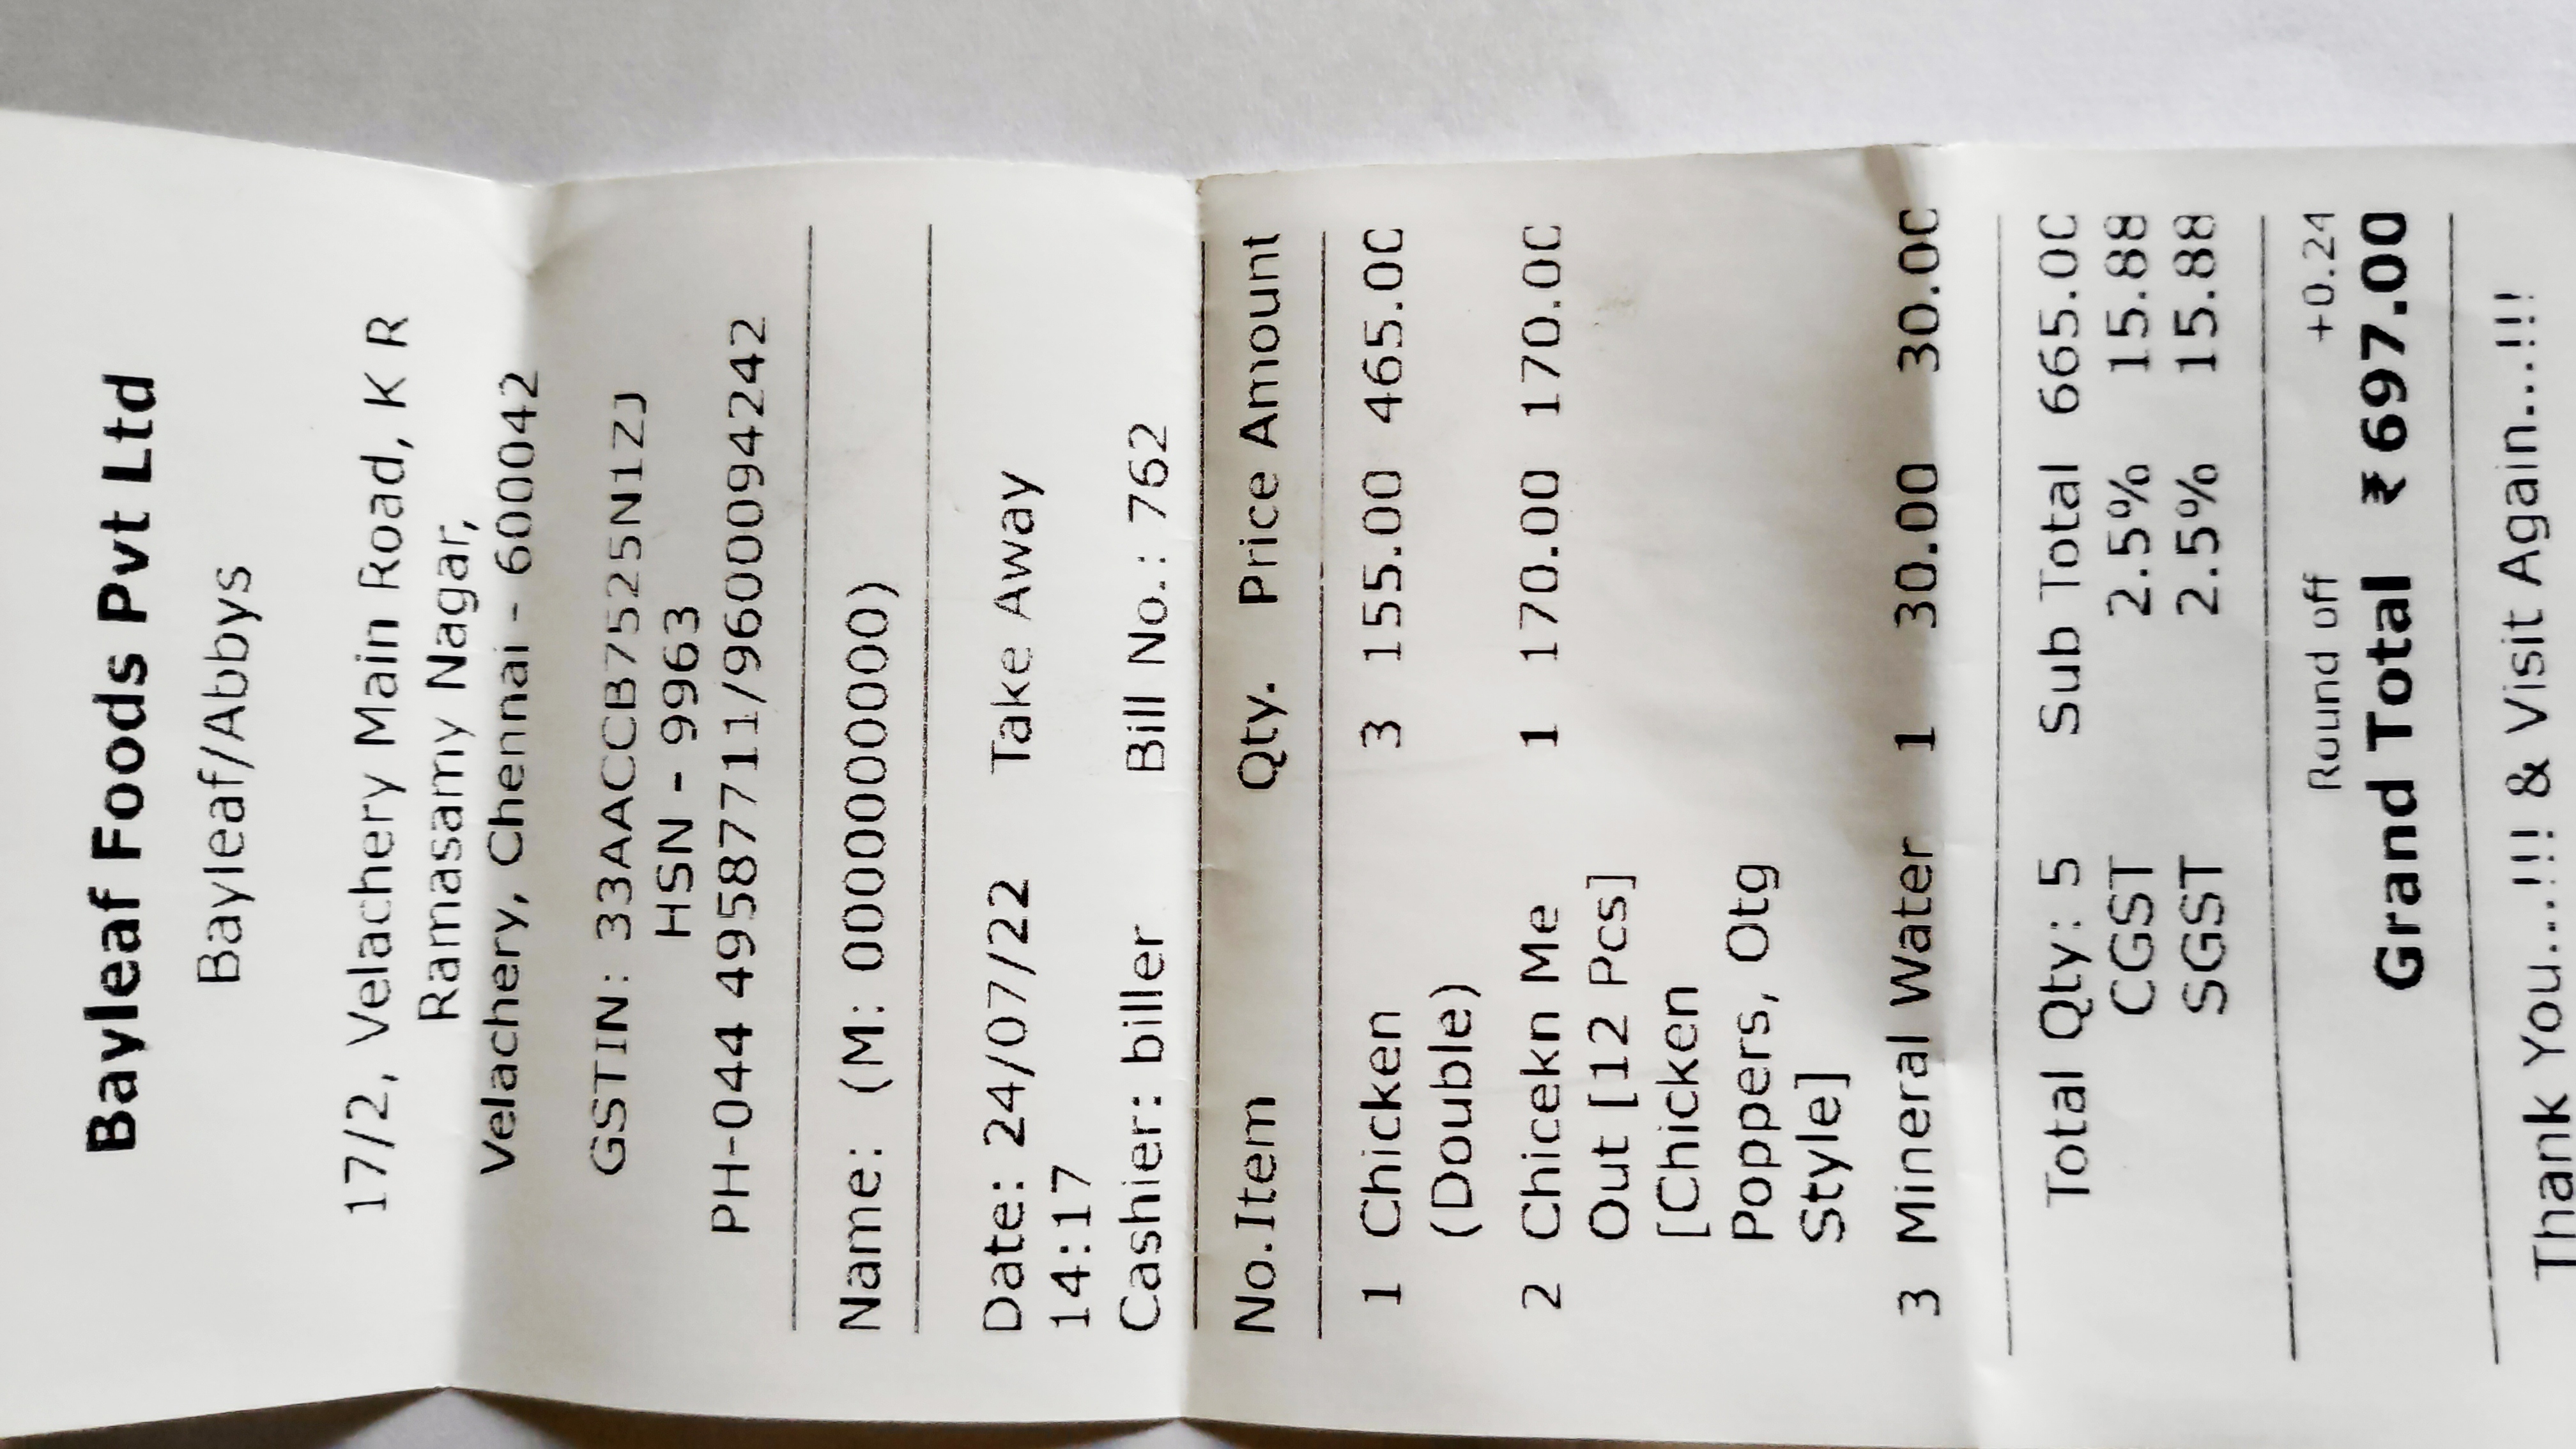 Bayleaf Foods Pvt Ltd
Bayleaf/Abbys
17/2, Velachery Main Road, K R
Ramasamy Nagar,
Velachery, Chennai - 600042
GSTIN: 33AACCB7525N1ZJ
HSN - 9963
PH-044 49587711/9600094242
Name: (M: 0000000000)
Date: 24/07/22 Take Away
14:17
Cashier: biller Bill No.: 762
No.Item Qty. Price Amount
1 Chicken 3 155.00 465.00
(Double)
2 Chicekn Me 1 170.00 170.00
Out [12 Pcs]
[Chicken
Poppers, Otg
Style]
3 Mineral Water 1 30.00 30.00
Total Qty: 5 Sub Total 665.00
CGST 2.5% 15.88
SGST 2.5% 15.88
Round off +0.24
Grand Total ₹697.00
Thank You...!!! & Visit Again...!!!